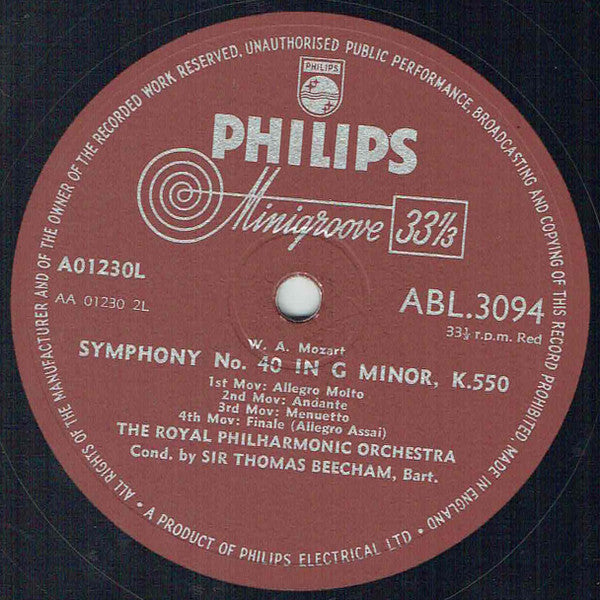 ALL RIGHTS OF THE MANUFACTURER AND OF THE OWNER OF THE RECORDED WORK RESERVED. UNAUTHORISED PUBLIC PERFORMANCE, BROADCASTING AND COPYING OF THIS RECORD PROHIBITED. MADE IN ENGLAND
PHILIPS
PHILIPS
Minigroove 33⅓
A01230L
AA 01230 2L
ABL.3094
33⅓ r.p.m. Red
W. A. Mozart
SYMPHONY No. 40 IN G MINOR, K.550
1st Mov: Allegro Molto
2nd Mov: Andante
3rd Mov: Menuetto
4th Mov: Finale (Allegro Assai)
THE ROYAL PHILHARMONIC ORCHESTRA
Cond. by SIR THOMAS BEECHAM, Bart.
• A PRODUCT OF PHILIPS ELECTRICAL LTD •